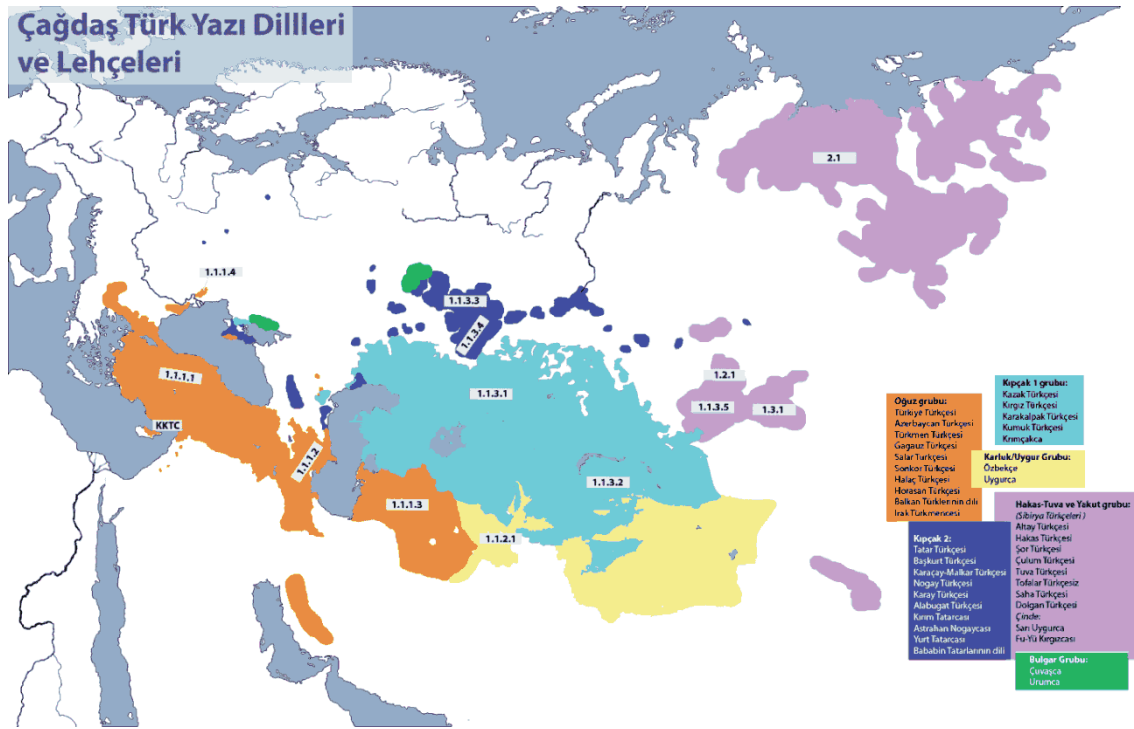 Çağdaş Türk Yazı Dillleri
ve Lehçeleri
2.1
1.1.1.4
1.1.3.3
1.1.3.4
1.1.1.1
KKTC
1.1.1.2
1.1.3.1
1.2.1
1.1.3.5
1.3.1
1.1.3.2
1.1.1.3
1.1.2.1
Oğuz grubu:
Türkiye Türkçesi
Azerbaycan Türkçesi
Türkmen Türkçesi
Gagauz Türkçesi
Salar Türkçesi
Sonkor Türkçesi
Halaç Türkçesi
Horasan Türkçesi
Balkan Türklerinin dili
Irak Türkmencesi
Kıpçak 1 grubu:
Kazak Türkçesi
Kırgız Türkçesi
Karakalpak Türkçesi
Kumuk Türkçesi
Kırımçakca
Karluk/Uygur Grubu:
Özbekçe
Uygurca
Kıpçak 2:
Tatar Türkçesi
Başkurt Türkçesi
Karaçay-Malkar Türkçesi
Nogay Türkçesi
Karay Türkçesi
Alabugat Türkçesi
Kırım Tatarcası
Astrahan Nogaycası
Yurt Tatarcası
Bababin Tatarlarının dili
Hakas-Tuva ve Yakut grubu:
(Sibirya Türkçeleri )
Altay Türkçesi
Hakas Türkçesi
Şor Türkçesi
Çulum Türkçesi
Tuva Türkçesi
Tofalar Türkçesiz
Saha Türkçesi
Dolgan Türkçesi
Çinde:
Sarı Uygurca
Fu-Yü Kırgızcası
Bulgar Grubu:
Çuvaşca
Urumca